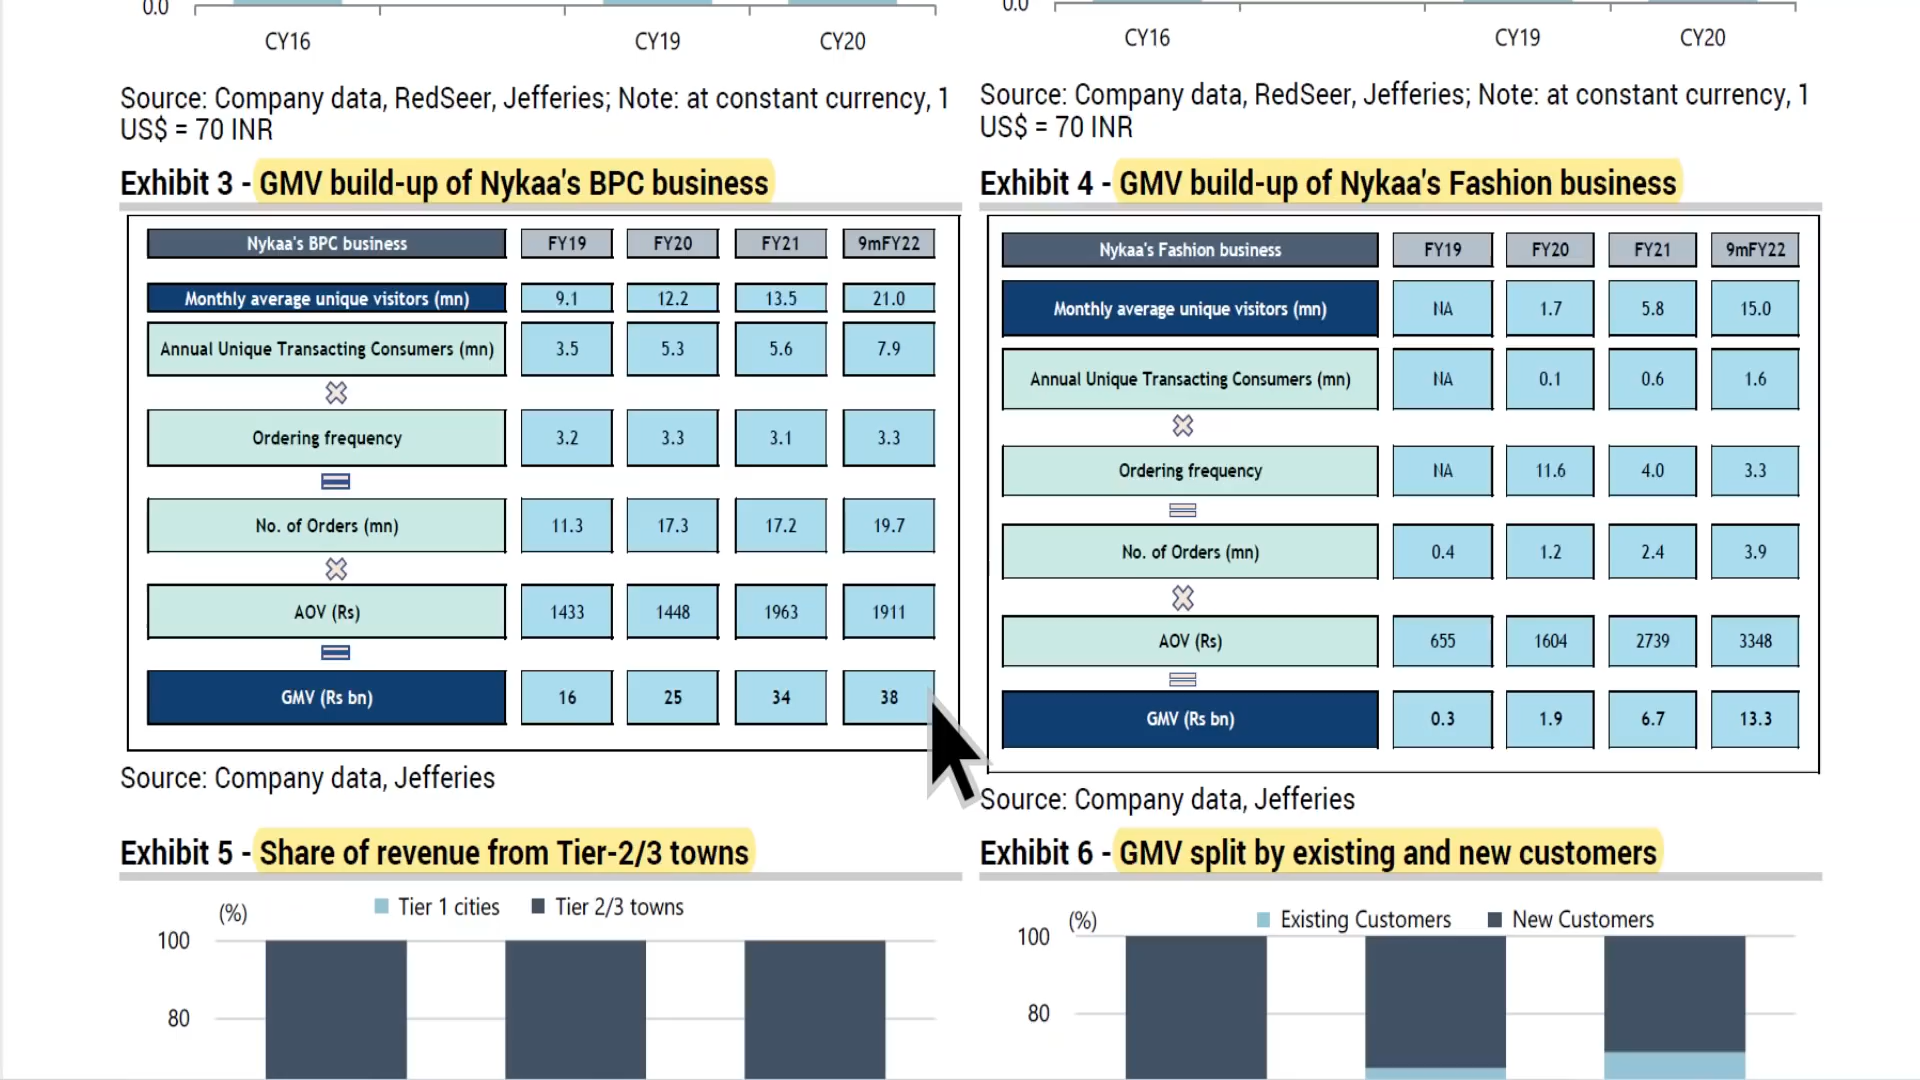 0.0
CY16 CY19 CY20
Source: Company data, RedSeer, Jefferies; Note: at constant currency, 1
US$ = 70 INR
0.0
CY16 CY19 CY20
Source: Company data, RedSeer, Jefferies; Note: at constant currency, 1
US$ = 70 INR
Exhibit 3 - GMV build-up of Nykaa's BPC business
Nykaa's BPC business FY19 FY20 FY21 9mFY22
Monthly average unique visitors (mn) 9.1 12.2 13.5 21.0
Annual Unique Transacting Consumers (mn) 3.5 5.3 5.6 7.9
Ordering frequency 3.2 3.3 3.1 3.3
No. of Orders (mn) 11.3 17.3 17.2 19.7
AOV (Rs) 1433 1448 1963 1911
GMV (Rs bn) 16 25 34 38
Source: Company data, Jefferies
Exhibit 4 - GMV build-up of Nykaa's Fashion business
Nykaa's Fashion business FY19 FY20 FY21 9mFY22
Monthly average unique visitors (mn) NA 1.7 5.8 15.0
Annual Unique Transacting Consumers (mn) NA 0.1 0.6 1.6
Ordering frequency NA 11.6 4.0 3.3
No. of Orders (mn) 0.4 1.2 2.4 3.9
AOV (Rs) 655 1604 2739 3348
GMV (Rs bn) 0.3 1.9 6.7 13.3
Source: Company data, Jefferies
Exhibit 5 - Share of revenue from Tier-2/3 towns
(%) Tier 1 cities Tier 2/3 towns
100
80
Exhibit 6 - GMV split by existing and new customers
(%) Existing Customers New Customers
100
80